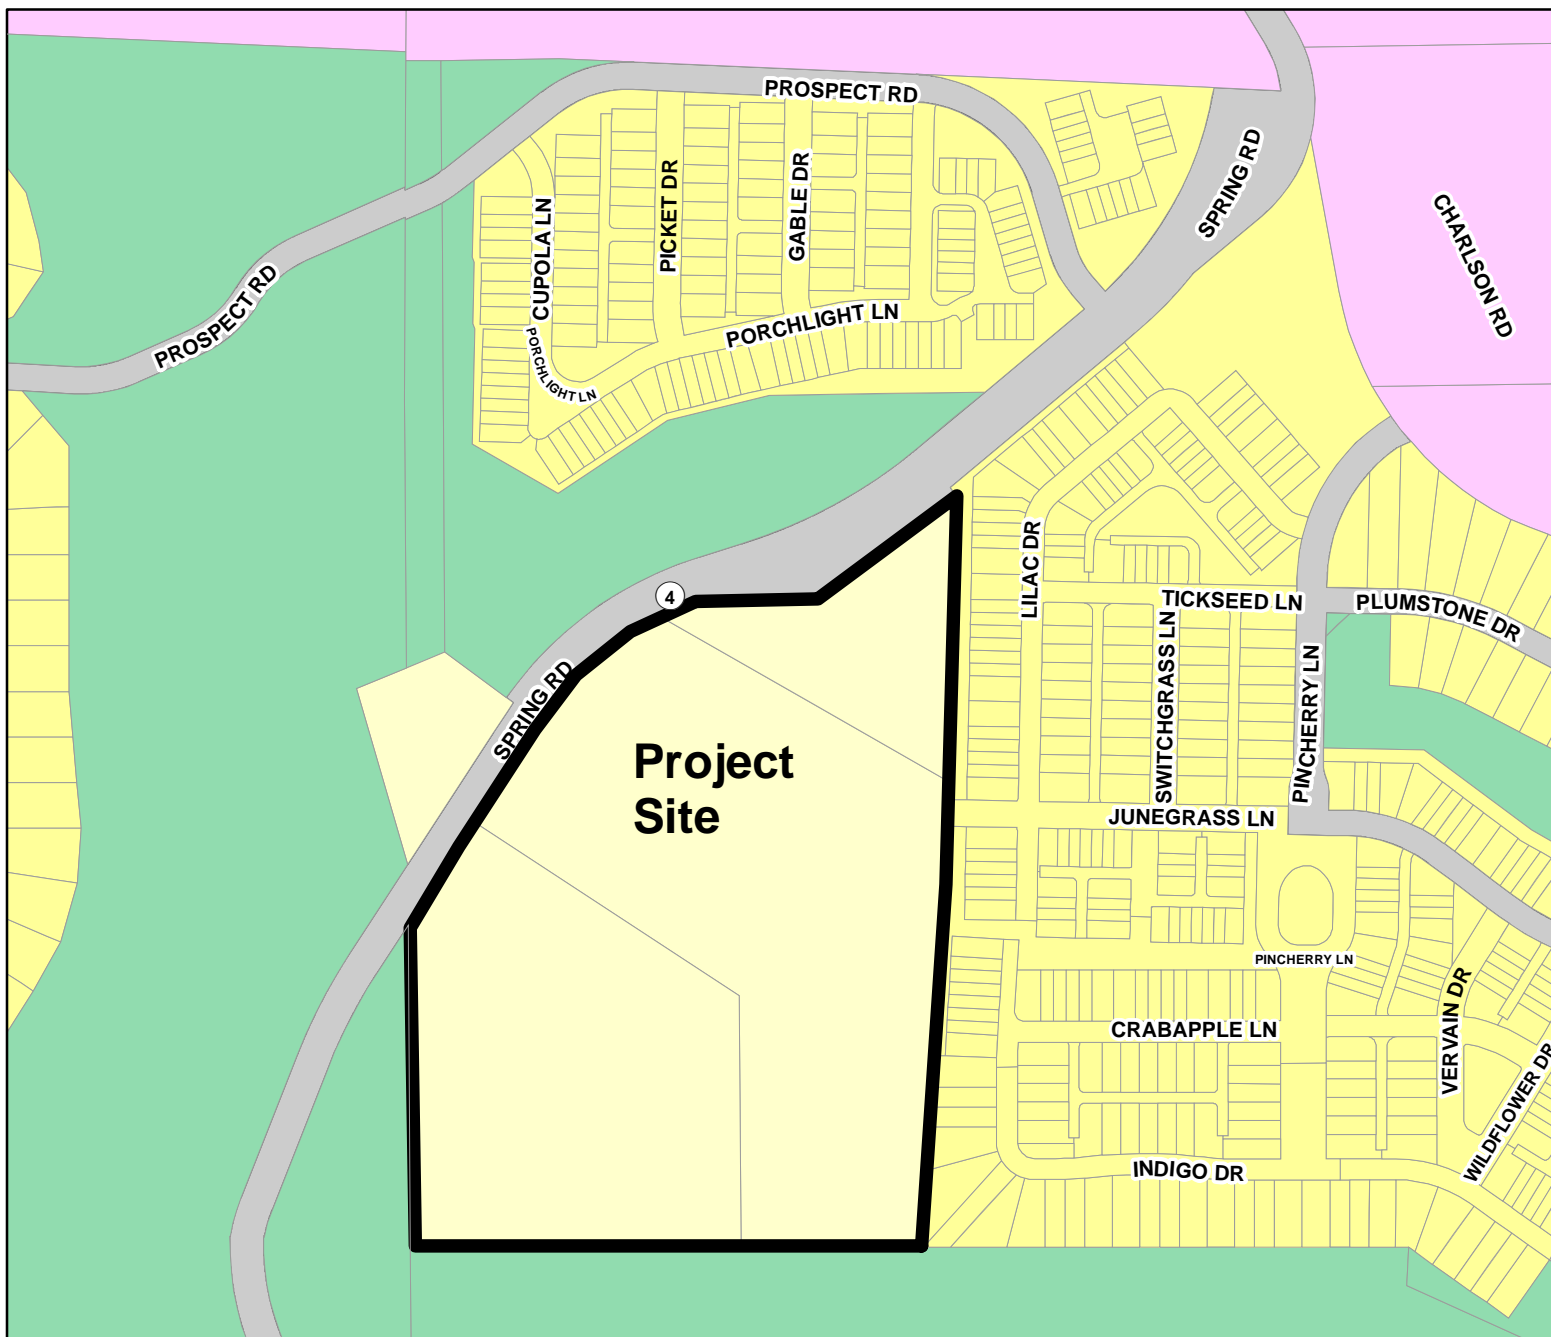 PROSPECT RD
SPRING RD
PICKET DR
GABLE DR
CUPOLA LN
CHARLSON RD
PROSPECT RD
PORCHLIGHT LN
PORCHLIGHT LN
LILAC DR
4
TICKSEED LN
PLUMSTONE DR
SWITCHGRASS LN
PINCHERRY LN
SPRING RD
Project
Site
JUNEGRASS LN
PINCHERRY LN
VERVAIN DR
CRABAPPLE LN
WILDFLOWER DR
INDIGO DR